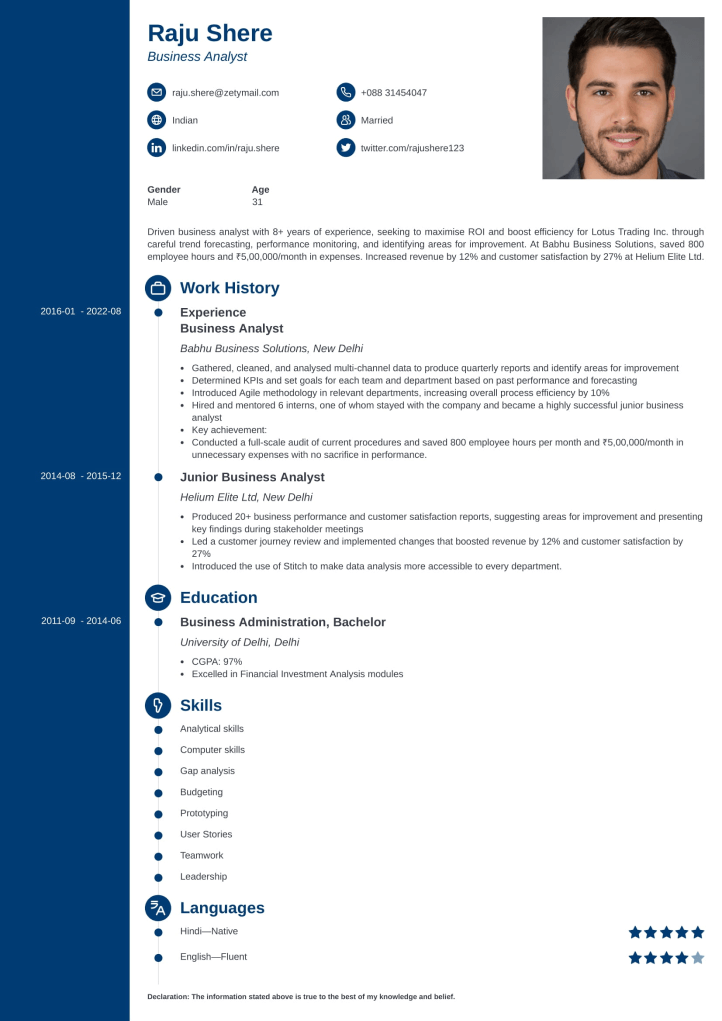 Raju Shere
Business Analyst
raju.shere@zetymail.com
+088 31454047
Indian
Married
linkedin.com/in/raju.shere
twitter.com/rajushere123
Gender
Age
Male
31
Driven business analyst with 8+ years of experience, seeking to maximise ROI and boost efficiency for Lotus Trading Inc. through
careful trend forecasting, performance monitoring, and identifying areas for improvement. At Babhu Business Solutions, saved 800
employee hours and ₹5,00,000/month in expenses. Increased revenue by 12% and customer satisfaction by 27% at Helium Elite Ltd.
Work History
2016-01 - 2022-08
Experience
Business Analyst
Babhu Business Solutions, New Delhi
• Gathered, cleaned, and analysed multi-channel data to produce quarterly reports and identify areas for improvement
• Determined KPIs and set goals for each team and department based on past performance and forecasting
• Introduced Agile methodology in relevant departments, increasing overall process efficiency by 10%
• Hired and mentored 6 interns, one of whom stayed with the company and became a highly successful junior business
analyst
• Key achievement:
• Conducted a full-scale audit of current procedures and saved 800 employee hours per month and ₹5,00,000/month in
unnecessary expenses with no sacrifice in performance.
2014-08 - 2015-12
Junior Business Analyst
Helium Elite Ltd, New Delhi
• Produced 20+ business performance and customer satisfaction reports, suggesting areas for improvement and presenting
key findings during stakeholder meetings
• Led a customer journey review and implemented changes that boosted revenue by 12% and customer satisfaction by
27%
• Introduced the use of Stitch to make data analysis more accessible to every department.
Education
2011-09 - 2014-06
Business Administration, Bachelor
University of Delhi, Delhi
• CGPA: 97%
• Excelled in Financial Investment Analysis modules
Skills
Analytical skills
Computer skills
Gap analysis
Budgeting
Prototyping
User Stories
Teamwork
Leadership
Languages
Hindi—Native
English—Fluent
Declaration: The information stated above is true to the best of my knowledge and belief.